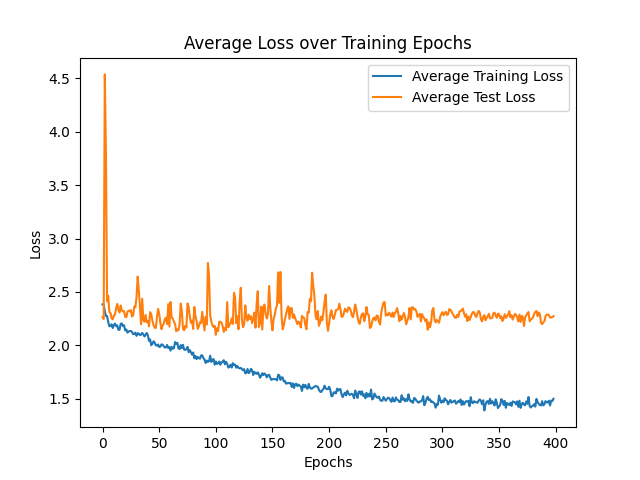 Average Loss over Training Epochs
Average Training Loss
Average Test Loss
4.5
4.0
3.5
3.0
2.5
2.0
1.5
Loss
0 50 100 150 200 250 300 350 400
Epochs